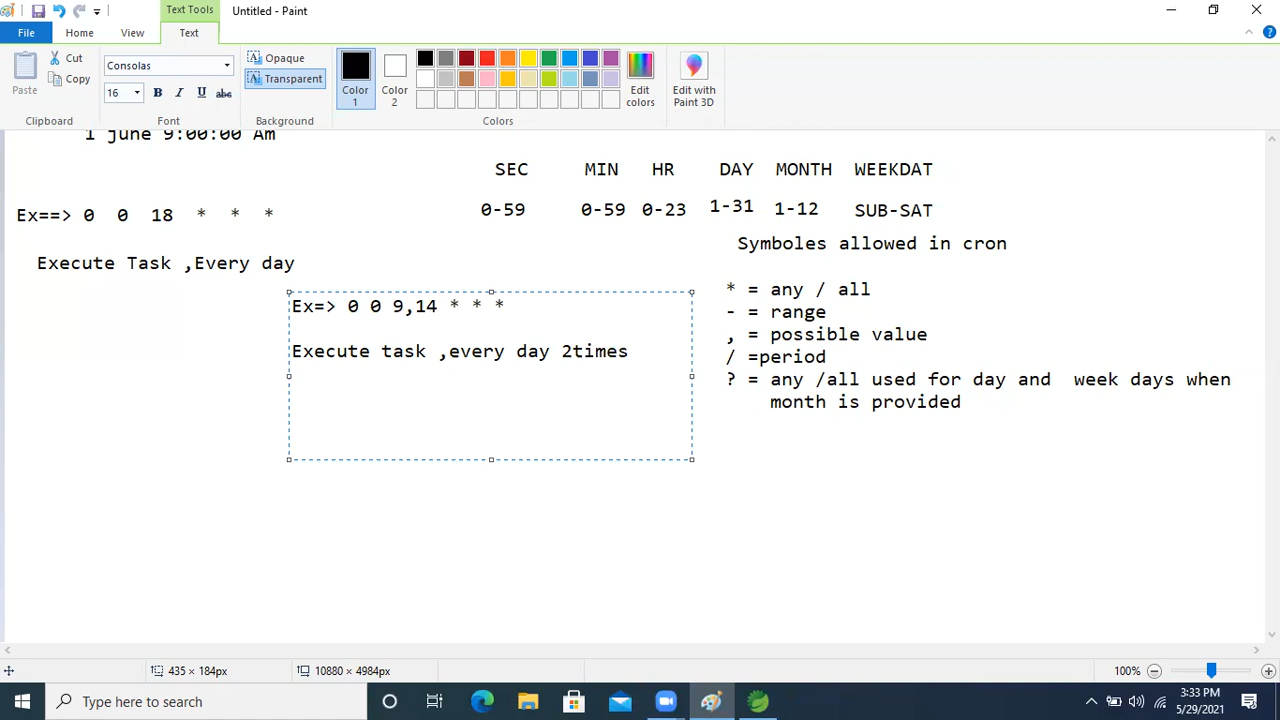 Text Tools
Untitled - Paint
File
Home
View
Text
Paste
Cut
Copy
Clipboard
Consolas
16
B I U abc
Font
Opaque
Transparent
Background
Color 1
Color 2
Edit colors
Colors
Edit with Paint 3D
1 june 9:00:00 Am
SEC MIN HR DAY MONTH WEEKDAT
0-59 0-59 0-23 1-31 1-12 SUB-SAT
Ex==> 0 0 18 * * *
Execute Task ,Every day
Ex=> 0 0 9,14 * * *
Execute task ,every day 2times
Symboles allowed in cron
* = any / all
- = range
, = possible value
/ =period
? = any /all used for day and week days when
month is provided
435 × 184px
10880 × 4984px
100%
Type here to search
3:33 PM
5/29/2021